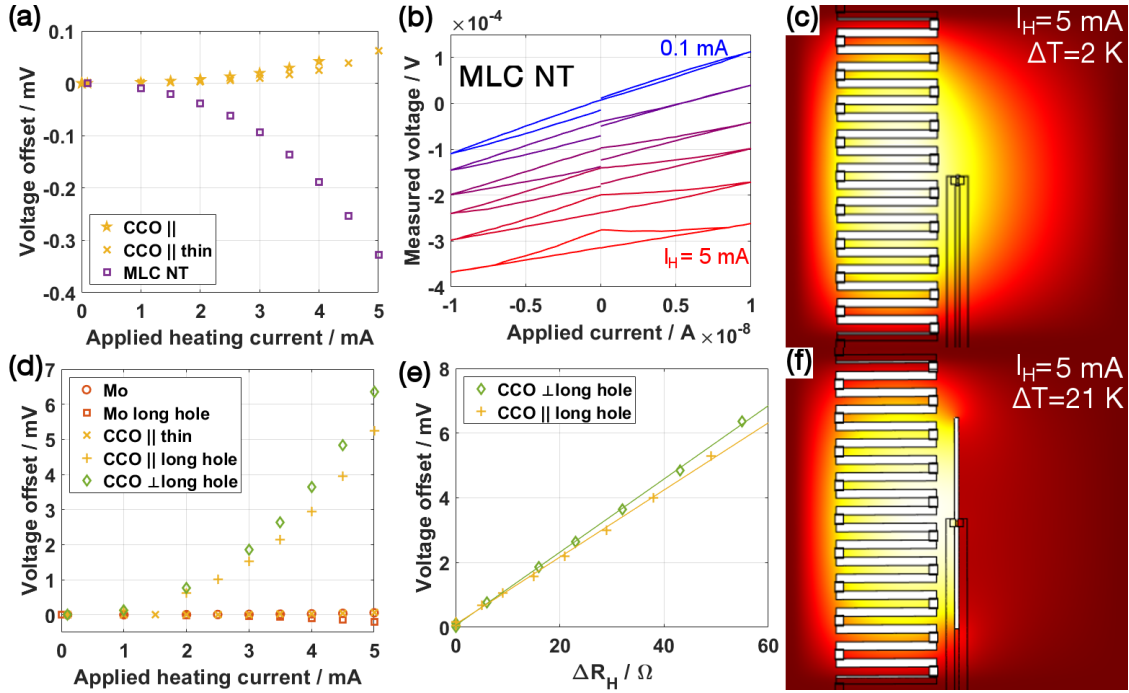 (a)
0.1
0
-0.1
-0.2
-0.3
-0.4
Voltage offset / mV
CCO ||
CCO || thin
MLC NT
0 1 2 3 4 5
Applied heating current / mA
(b)
×10⁻⁴
2
1
0
-1
-2
-3
-4
Measured voltage / V
MLC NT
0.1 mA
I_H= 5 mA
-1 -0.5 0 0.5 1
Applied current / A ×10⁻⁸
(c)
I_H= 5 mA
ΔT=2 K
(d)
7
6
5
4
3
2
1
0
Voltage offset / mV
Mo
Mo long hole
CCO || thin
CCO || long hole
CCO ⊥long hole
0 1 2 3 4 5
Applied heating current / mA
(e)
8
6
4
2
0
Voltage offset / mV
CCO ⊥long hole
CCO || long hole
0 20 40 60
ΔR_H / Ω
(f)
I_H= 5 mA
ΔT=21 K